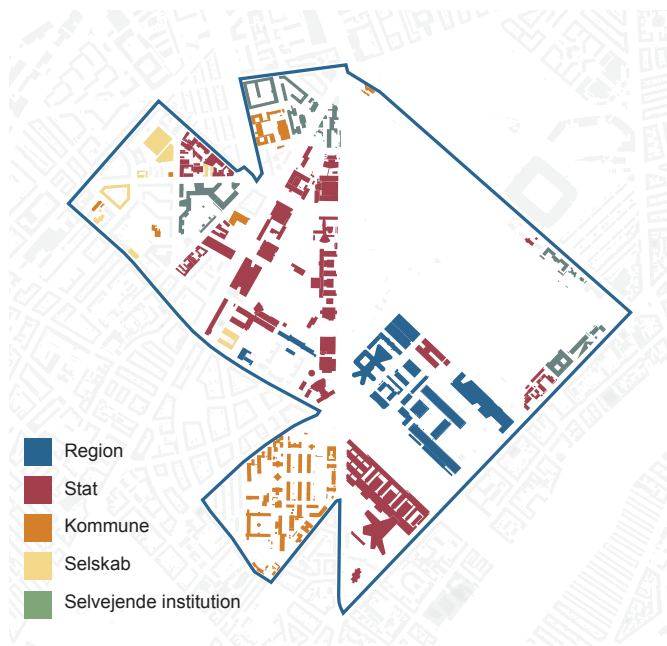 Region
Stat
Kommune
Selskab
Selvejende institution